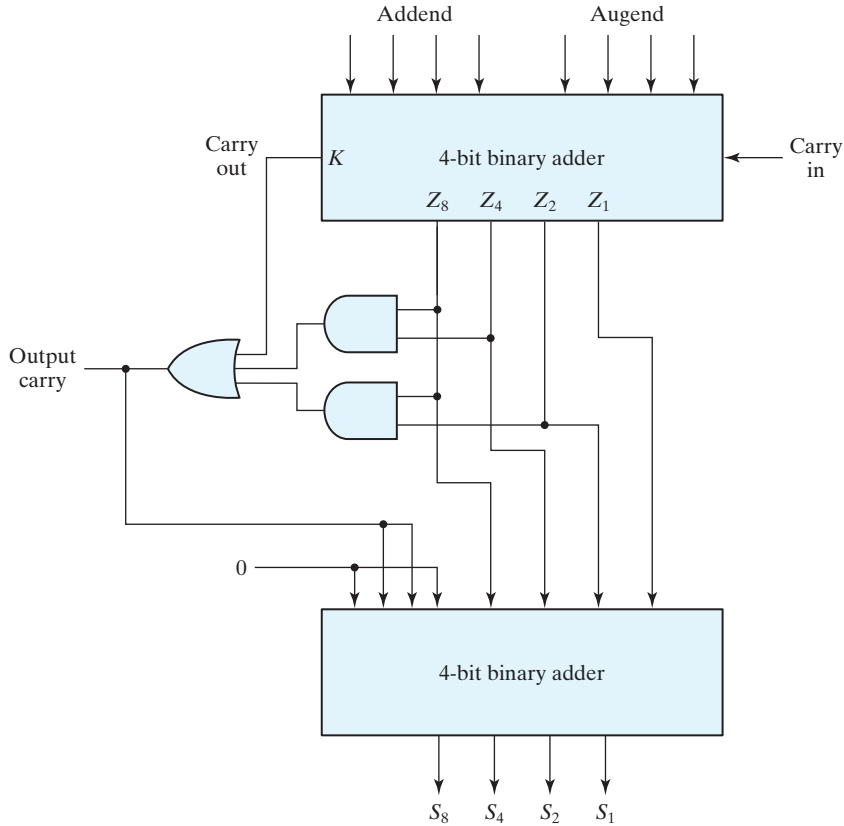 Addend
Augend
Carry
out
K
4-bit binary adder
Carry
in
Z8 Z4 Z2 Z1
Output
carry
0
4-bit binary adder
S8 S4 S2 S1